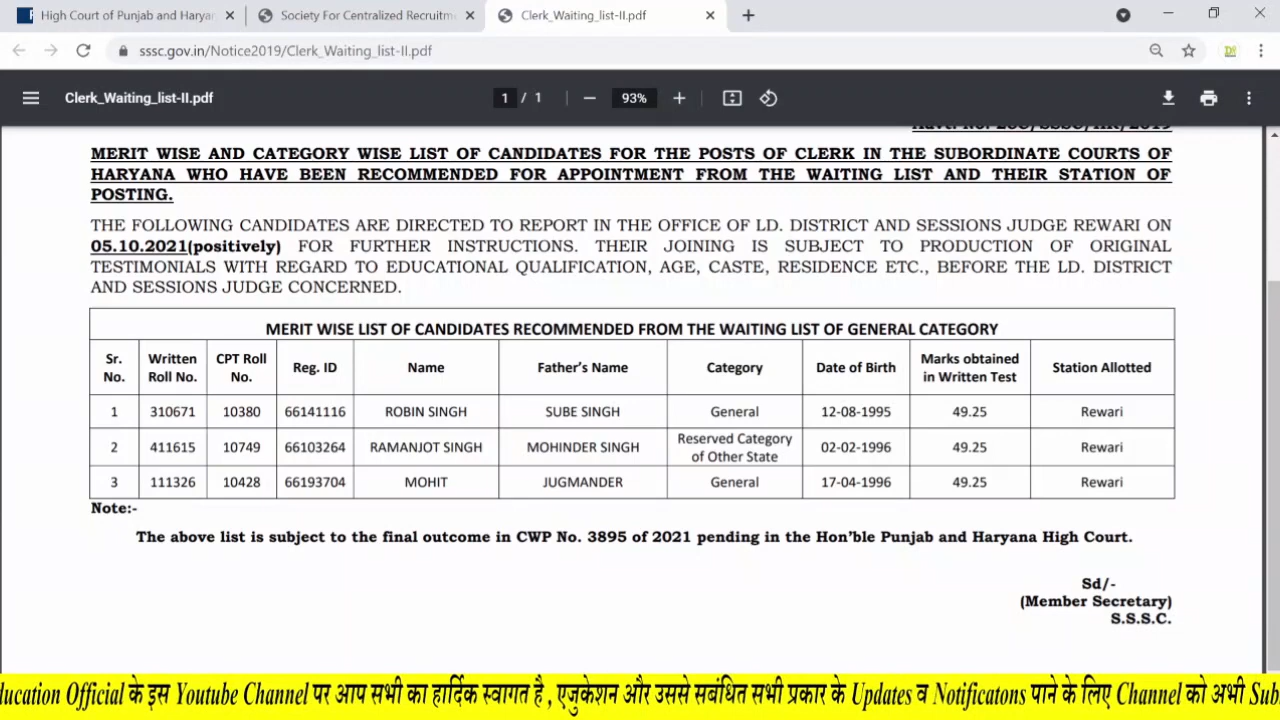 High Court of Punjab and Haryan
Society For Centralized Recruitm
Clerk_Waiting_list-II.pdf
sssc.gov.in/Notice2019/Clerk_Waiting_list-II.pdf
Clerk_Waiting_list-II.pdf
1 / 1
93%
MERIT WISE AND CATEGORY WISE LIST OF CANDIDATES FOR THE POSTS OF CLERK IN THE SUBORDINATE COURTS OF
HARYANA WHO HAVE BEEN RECOMMENDED FOR APPOINTMENT FROM THE WAITING LIST AND THEIR STATION OF
POSTING.
THE FOLLOWING CANDIDATES ARE DIRECTED TO REPORT IN THE OFFICE OF LD. DISTRICT AND SESSIONS JUDGE REWARI ON
05.10.2021(positively) FOR FURTHER INSTRUCTIONS. THEIR JOINING IS SUBJECT TO PRODUCTION OF ORIGINAL
TESTIMONIALS WITH REGARD TO EDUCATIONAL QUALIFICATION, AGE, CASTE, RESIDENCE ETC., BEFORE THE LD. DISTRICT
AND SESSIONS JUDGE CONCERNED.
MERIT WISE LIST OF CANDIDATES RECOMMENDED FROM THE WAITING LIST OF GENERAL CATEGORY
Sr. No. Written Roll No. CPT Roll No. Reg. ID Name Father's Name Category Date of Birth Marks obtained in Written Test Station Allotted
1 310671 10380 66141116 ROBIN SINGH SUBE SINGH General 12-08-1995 49.25 Rewari
2 411615 10749 66103264 RAMANJOT SINGH MOHINDER SINGH Reserved Category of Other State 02-02-1996 49.25 Rewari
3 111326 10428 66193704 MOHIT JUGMANDER General 17-04-1996 49.25 Rewari
Note:-
The above list is subject to the final outcome in CWP No. 3895 of 2021 pending in the Hon'ble Punjab and Haryana High Court.
Sd/-
(Member Secretary)
S.S.S.C.
ducation Official के इस Youtube Channel पर आप सभी का हार्दिक स्वागत है , एजुकेशन और उससे सबंधित सभी प्रकार के Updates व Notificatons पाने के लिए Channel को अभी Sub